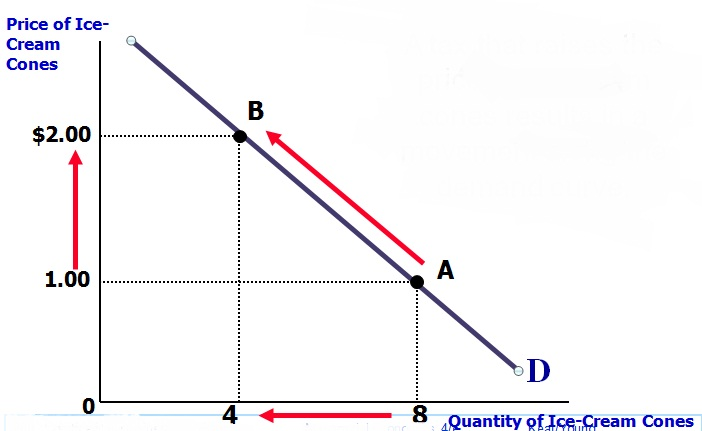 Price of Ice-
Cream
Cones
B
$2.00
A
1.00
D
0
4
8
Quantity of Ice-Cream Cones